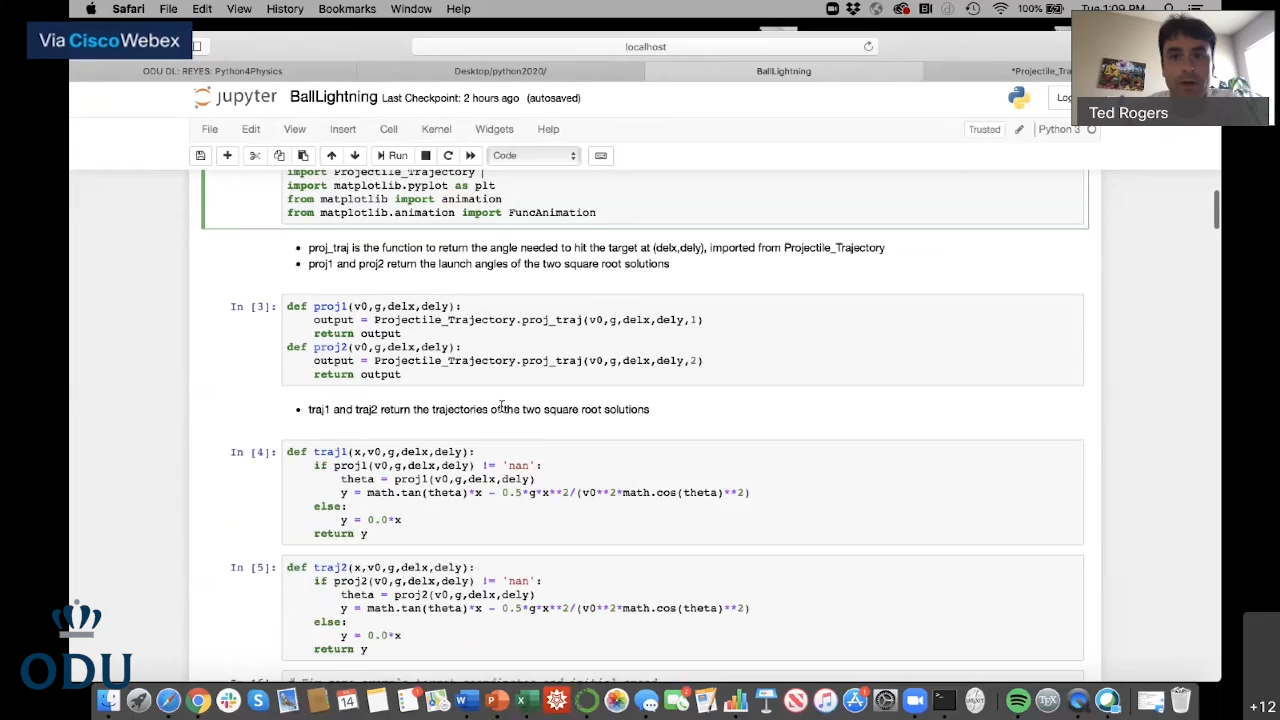 Safari File Edit View History Bookmarks Window Help
Tue 1:09 PM
Via Cisco Webex
localhost
ODU DL: REYES: Python4Physics
Desktop/python2020/
BallLightning
*Projectile_Tra
Ted Rogers
jupyter BallLightning Last Checkpoint: 2 hours ago (autosaved)
File Edit View Insert Cell Kernel Widgets Help
Trusted Python 3
Run Code
import Projectile_Trajectory
import matplotlib.pyplot as plt
from matplotlib import animation
from matplotlib.animation import FuncAnimation
• proj_traj is the function to return the angle needed to hit the target at (delx,dely), imported from Projectile_Trajectory
• proj1 and proj2 return the launch angles of the two square root solutions
In [3]: def proj1(v0,g,delx,dely):
output = Projectile_Trajectory.proj_traj(v0,g,delx,dely,1)
return output
def proj2(v0,g,delx,dely):
output = Projectile_Trajectory.proj_traj(v0,g,delx,dely,2)
return output
• traj1 and traj2 return the trajectories of the two square root solutions
In [4]: def traj1(x,v0,g,delx,dely):
if proj1(v0,g,delx,dely) != 'nan':
theta = proj1(v0,g,delx,dely)
y = math.tan(theta)*x - 0.5*g*x**2/(v0**2*math.cos(theta)**2)
else:
y = 0.0*x
return y
In [5]: def traj2(x,v0,g,delx,dely):
if proj2(v0,g,delx,dely) != 'nan':
theta = proj2(v0,g,delx,dely)
y = math.tan(theta)*x - 0.5*g*x**2/(v0**2*math.cos(theta)**2)
else:
y = 0.0*x
return y
ODU
+12